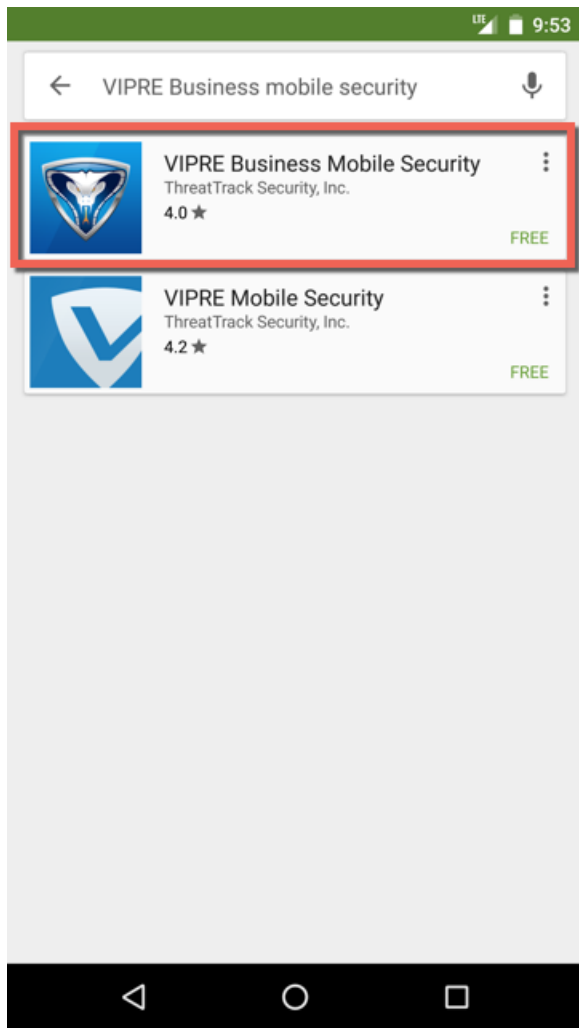 LTE 9:53
VIPRE Business mobile security
VIPRE Business Mobile Security
ThreatTrack Security, Inc.
4.0 ★
FREE
VIPRE Mobile Security
ThreatTrack Security, Inc.
4.2 ★
FREE